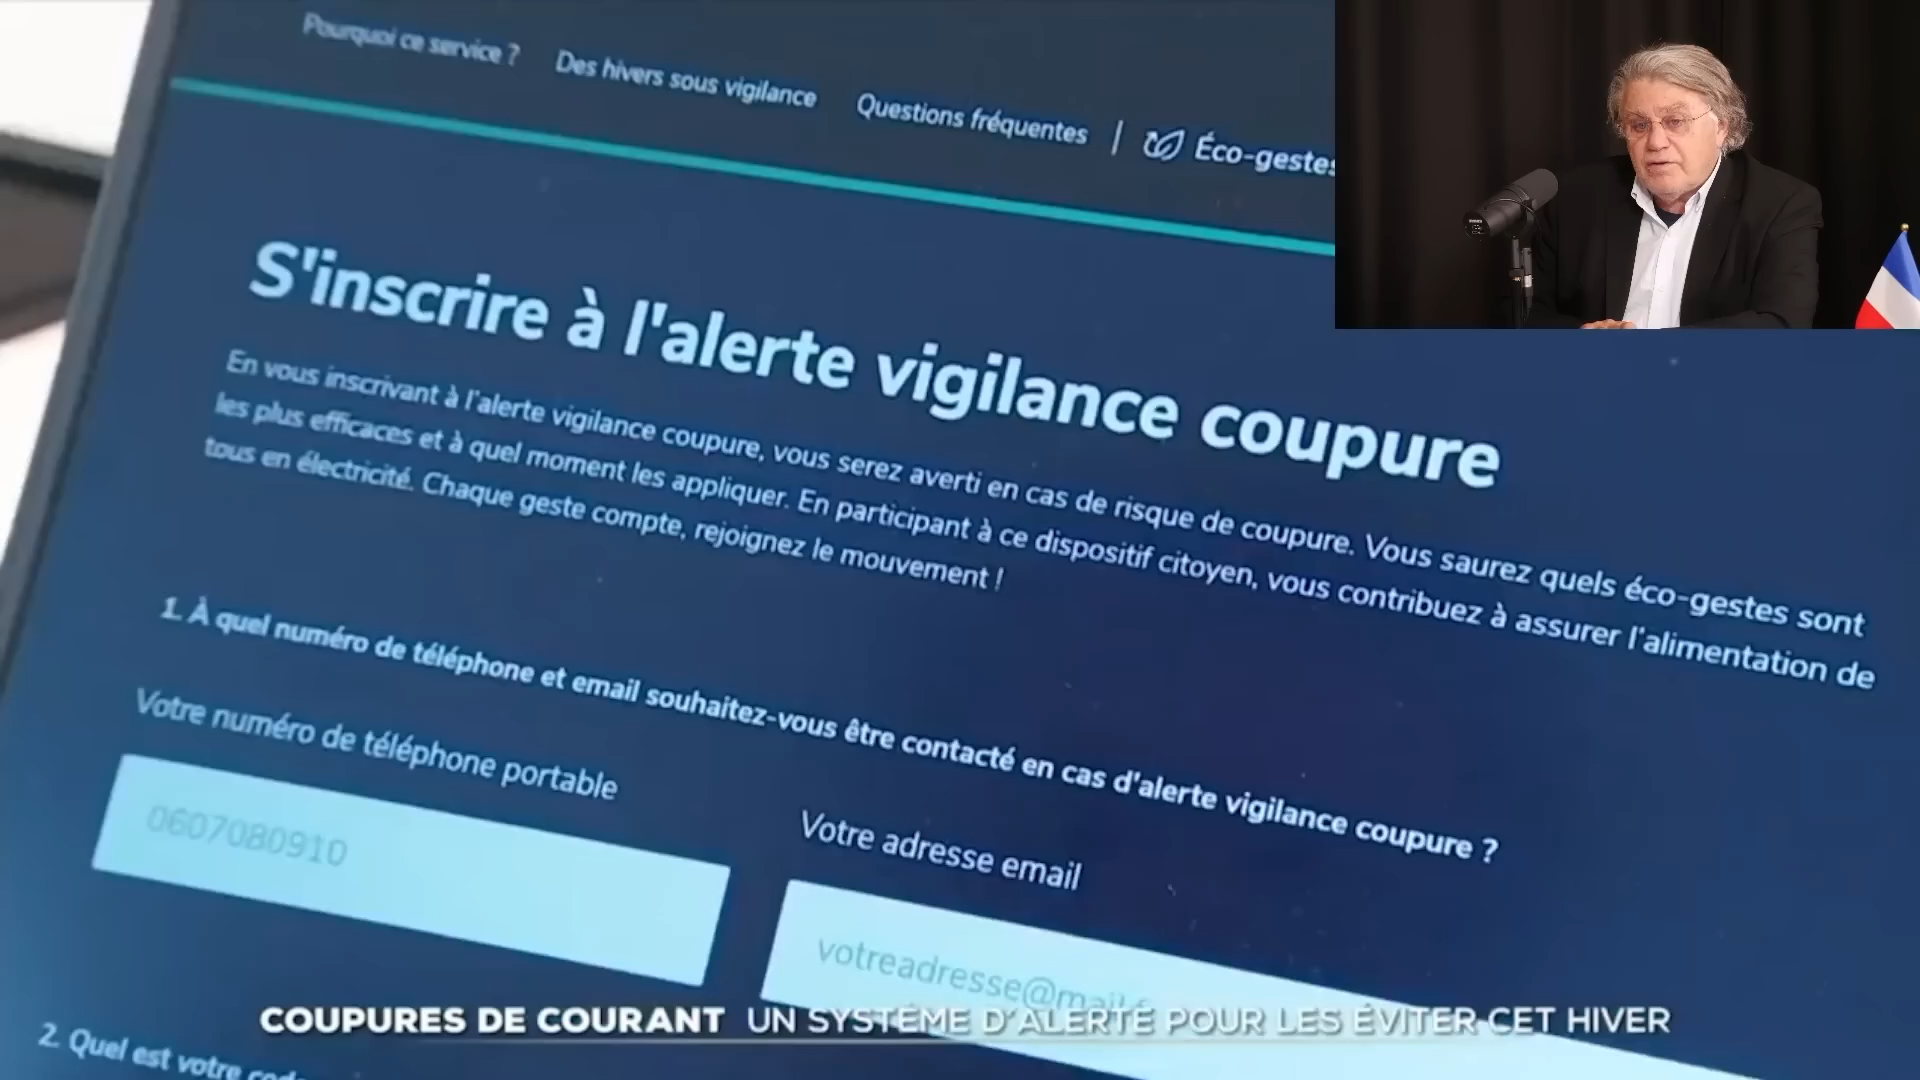 Pourquoi ce service ?
Des hivers sous vigilance
Questions fréquentes
Éco-gestes
S'inscrire à l'alerte vigilance coupure
En vous inscrivant à l'alerte vigilance coupure, vous serez averti en cas de risque de coupure. Vous saurez quels éco-gestes sont
les plus efficaces et à quel moment les appliquer. En participant à ce dispositif citoyen, vous contribuez à assurer l'alimentation de
tous en électricité. Chaque geste compte, rejoignez le mouvement !
1. À quel numéro de téléphone et email souhaitez-vous être contacté en cas d'alerte vigilance coupure ?
Votre numéro de téléphone portable
Votre adresse email
0607080910
votreadresse@mail.f
COUPURES DE COURANT UN SYSTÈME D'ALERTE POUR LES ÉVITER CET HIVER
2. Quel est votre code